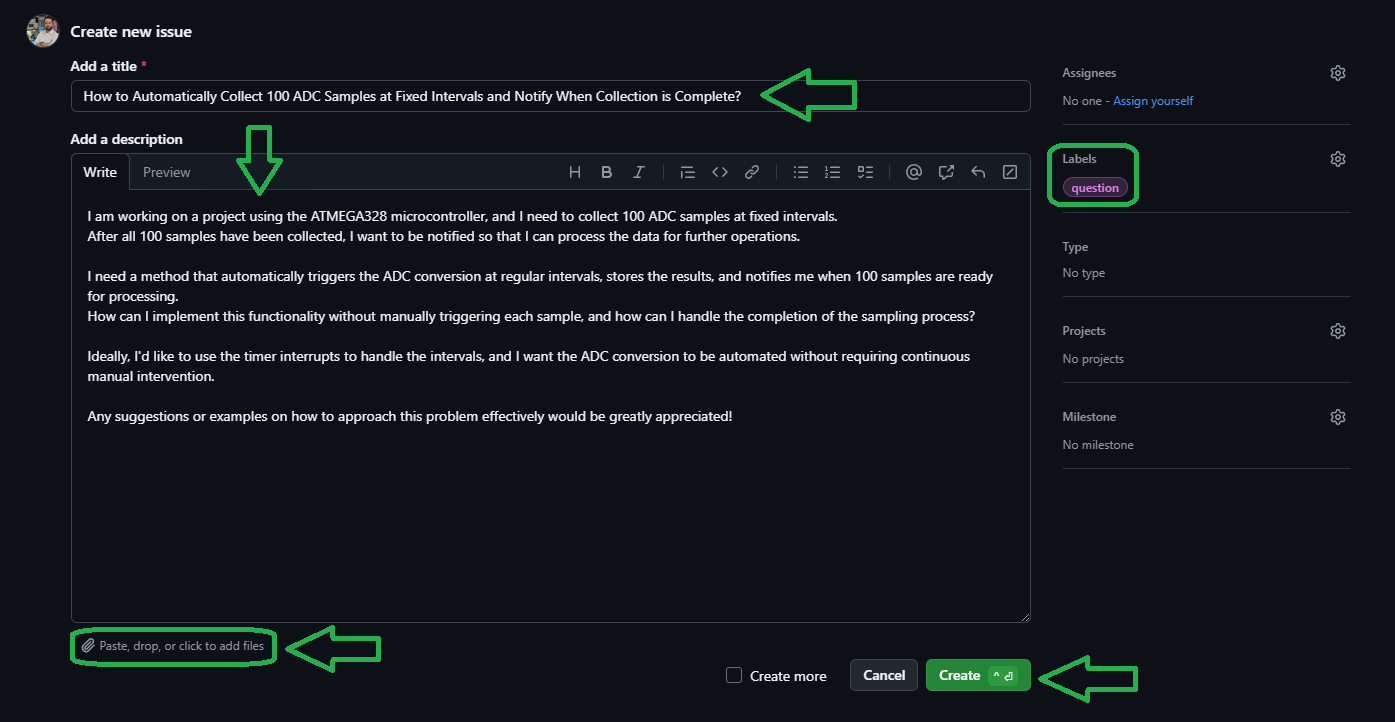 Create new issue
Add a title *
How to Automatically Collect 100 ADC Samples at Fixed Intervals and Notify When Collection is Complete?
Add a description
Write
Preview
I am working on a project using the ATMEGA328 microcontroller, and I need to collect 100 ADC samples at fixed intervals.
After all 100 samples have been collected, I want to be notified so that I can process the data for further operations.
I need a method that automatically triggers the ADC conversion at regular intervals, stores the results, and notifies me when 100 samples are ready
for processing.
How can I implement this functionality without manually triggering each sample, and how can I handle the completion of the sampling process?
Ideally, I'd like to use the timer interrupts to handle the intervals, and I want the ADC conversion to be automated without requiring continuous
manual intervention.
Any suggestions or examples on how to approach this problem effectively would be greatly appreciated!
Paste, drop, or click to add files
Create more
Cancel
Create
Assignees
No one - Assign yourself
Labels
question
Type
No type
Projects
No projects
Milestone
No milestone